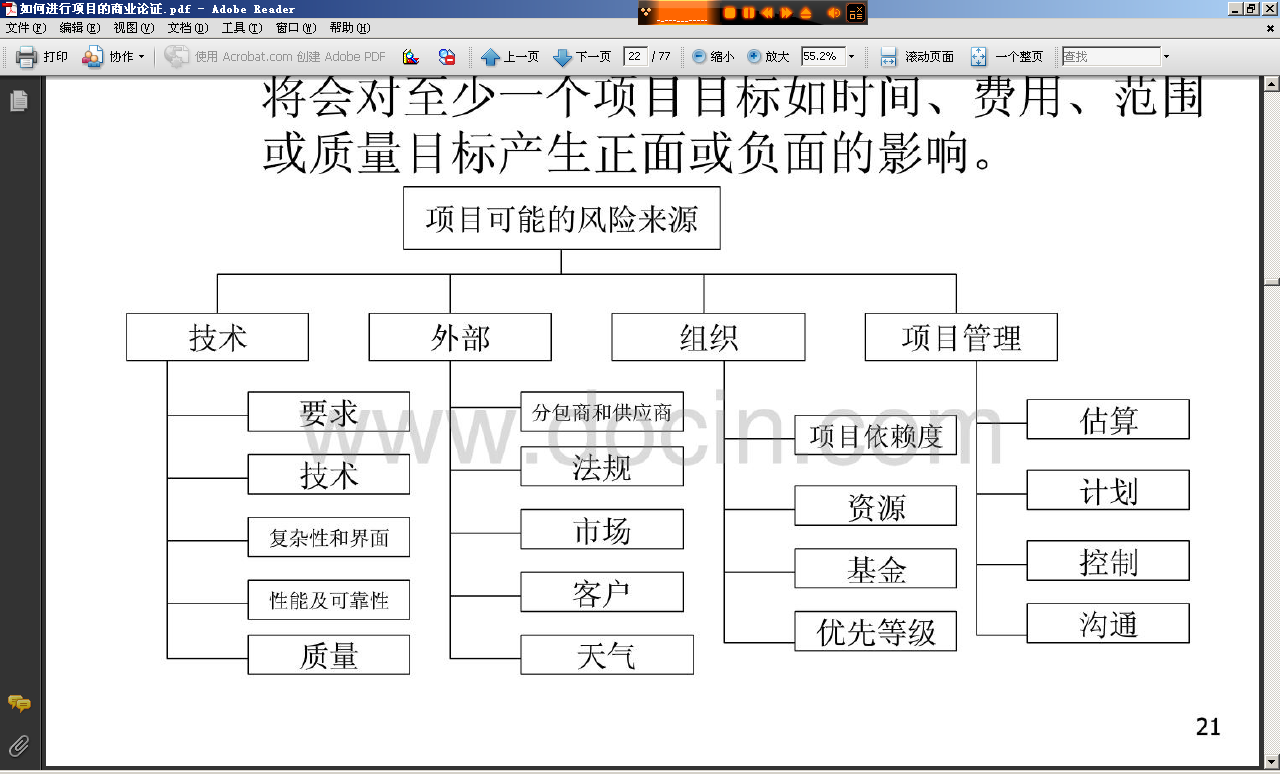 如何进行项目的商业论证.pdf - Adobe Reader
文件(F) 编辑(E) 视图(V) 文档(D) 工具(T) 窗口(W) 帮助(H)
打印 协作 使用 Acrobat.com 创建 Adobe PDF 上一页 下一页 22 / 77 缩小 放大 55.2% 滚动页面 一个整页 查找
将会对至少一个项目目标如时间、费用、范围
或质量目标产生正面或负面的影响。
项目可能的风险来源
技术
外部
组织
项目管理
要求
技术
复杂性和界面
性能及可靠性
质量
分包商和供应商
法规
市场
客户
天气
项目依赖度
资源
基金
优先等级
估算
计划
控制
沟通
www.docin.com
21